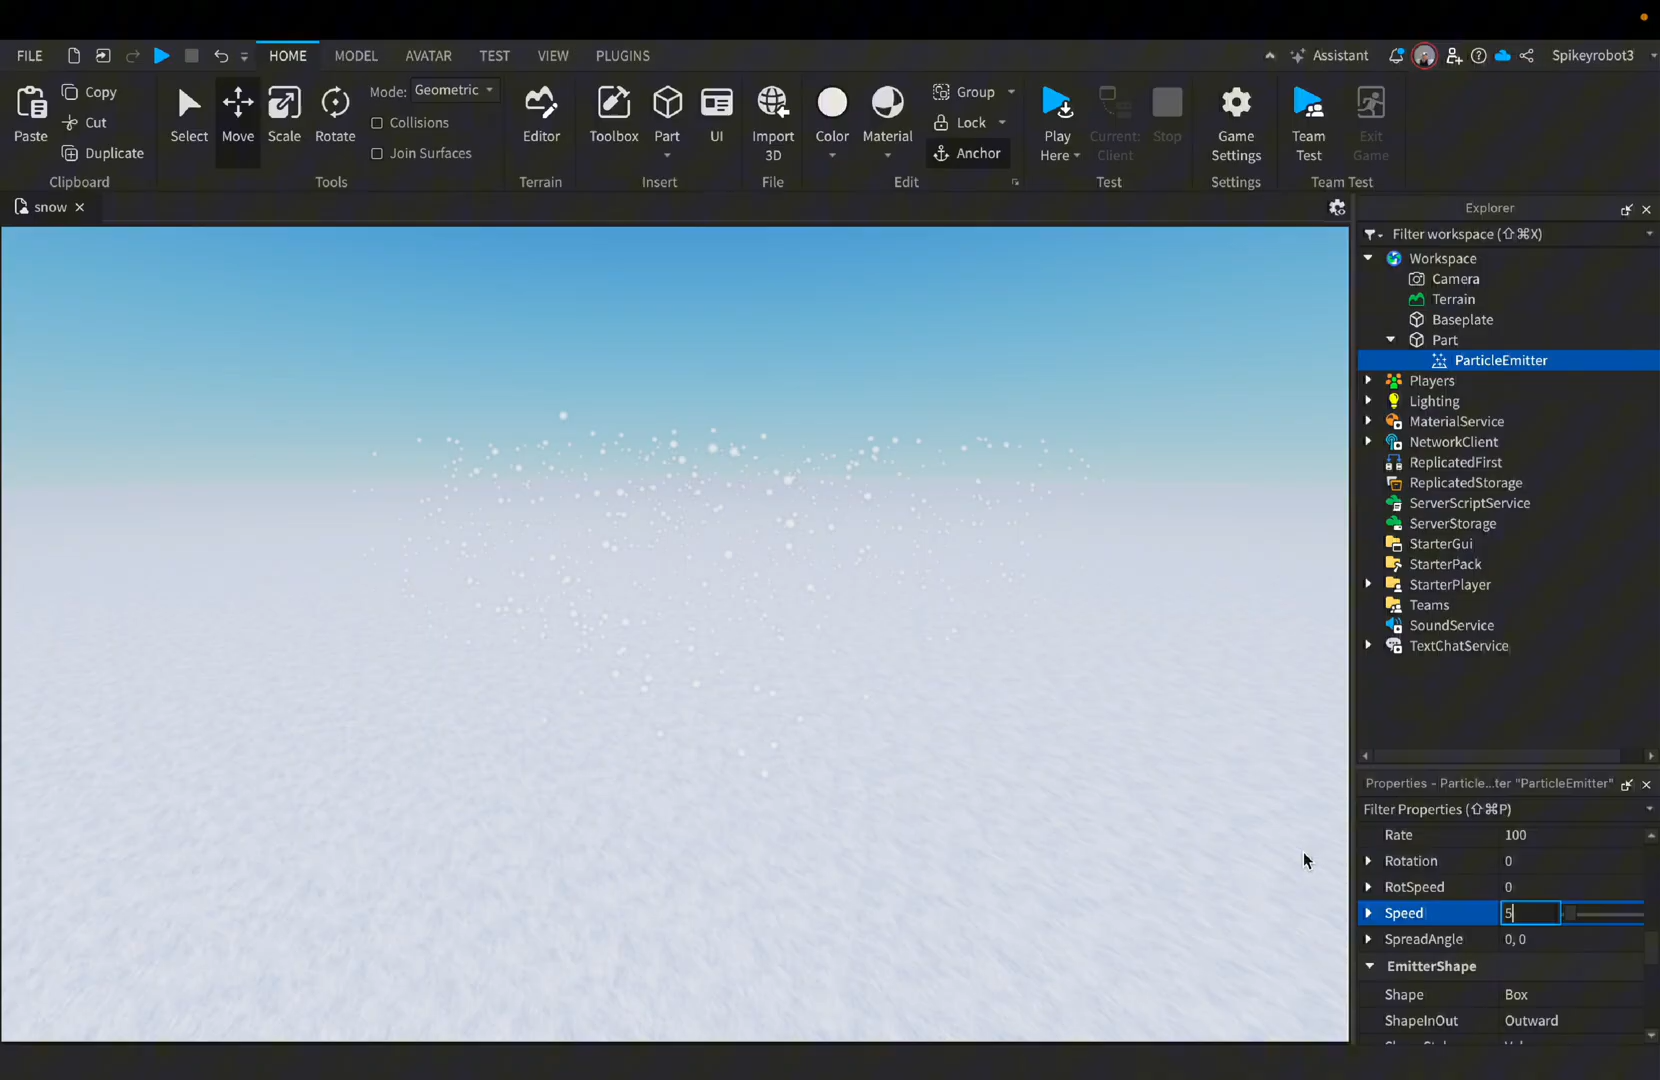 FILE HOME MODEL AVATAR TEST VIEW PLUGINS Assistant Spikeyrobot3
Copy Mode: Geometric Group
Cut Collisions Lock
Paste Select Move Scale Rotate Editor Toolbox Part UI Import 3D Color Material Play Here Current: Client Stop Game Settings Team Test Exit Game
Duplicate Join Surfaces Anchor
Clipboard Tools Terrain Insert File Edit Test Settings Team Test
snow
Explorer
Filter workspace (⇧⌘X)
Workspace
Camera
Terrain
Baseplate
Part
ParticleEmitter
Players
Lighting
MaterialService
NetworkClient
ReplicatedFirst
ReplicatedStorage
ServerScriptService
ServerStorage
StarterGui
StarterPack
StarterPlayer
Teams
SoundService
TextChatService
Properties - Particle...ter "ParticleEmitter"
Filter Properties (⇧⌘P)
Rate 100
Rotation 0
RotSpeed 0
Speed 5
SpreadAngle 0, 0
EmitterShape
Shape Box
ShapeInOut Outward